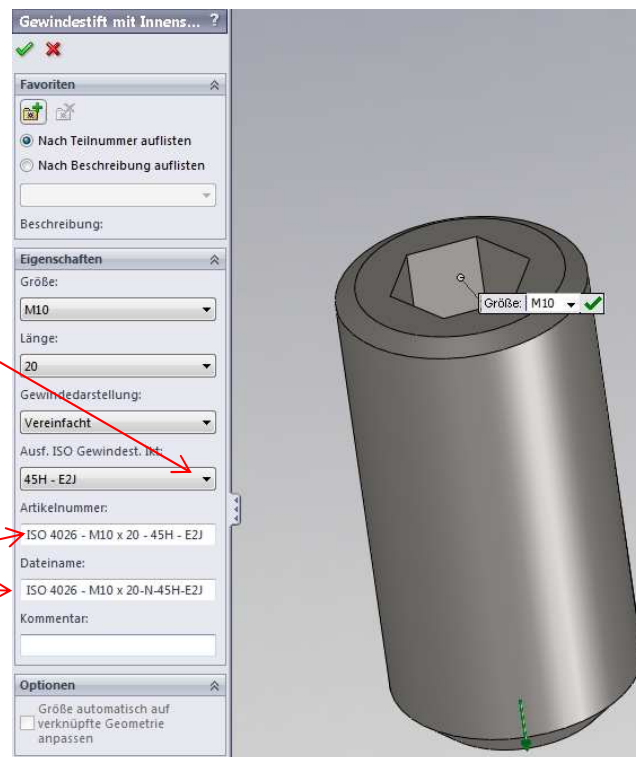 Gewindestift mit Innens... ?
Favoriten
Nach Teilnummer auflisten
Nach Beschreibung auflisten
Beschreibung:
Eigenschaften
Größe:
M10
Länge:
20
Gewindedarstellung:
Vereinfacht
Ausf. ISO Gewindest. Ikt:
45H - E2J
Artikelnummer:
ISO 4026 - M10 x 20 - 45H - E2J
Dateiname:
ISO 4026 - M10 x 20-N-45H-E2J
Kommentar:
Optionen
Größe automatisch auf
verknüpfte Geometrie
anpassen
Größe: M10